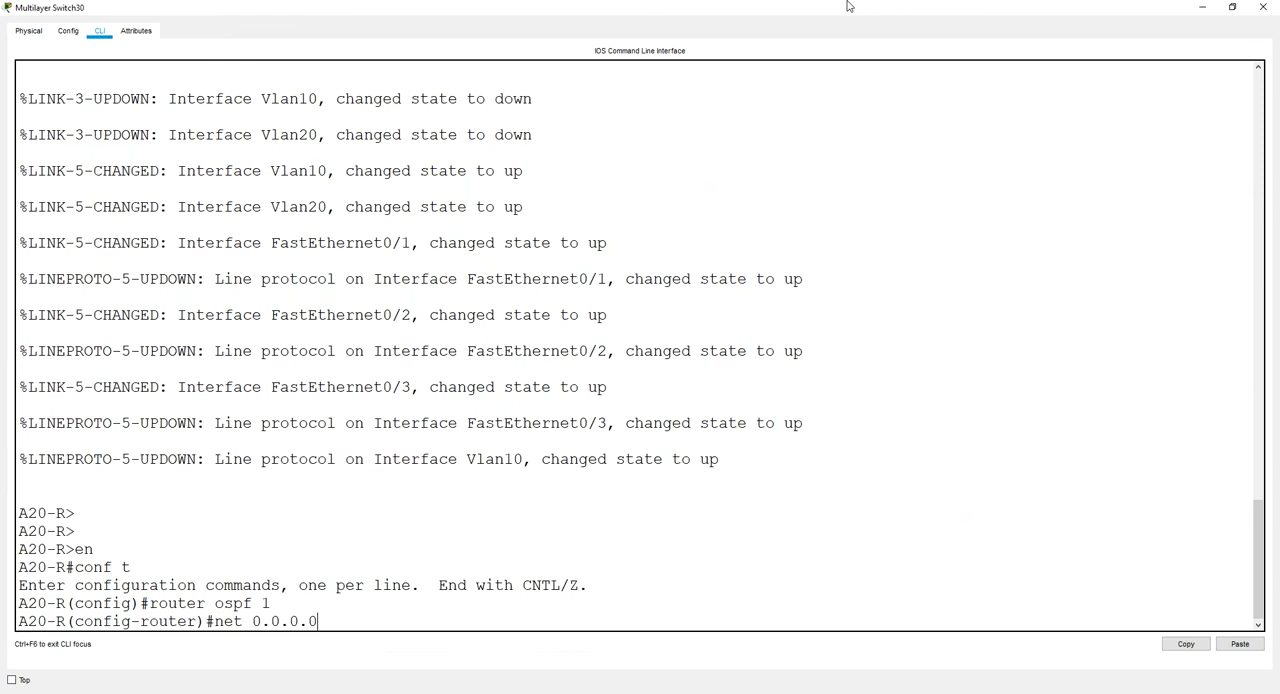 Multilayer Switch30
Physical Config CLI Attributes
IOS Command Line Interface
%LINK-3-UPDOWN: Interface Vlan10, changed state to down
%LINK-3-UPDOWN: Interface Vlan20, changed state to down
%LINK-5-CHANGED: Interface Vlan10, changed state to up
%LINK-5-CHANGED: Interface Vlan20, changed state to up
%LINK-5-CHANGED: Interface FastEthernet0/1, changed state to up
%LINEPROTO-5-UPDOWN: Line protocol on Interface FastEthernet0/1, changed state to up
%LINK-5-CHANGED: Interface FastEthernet0/2, changed state to up
%LINEPROTO-5-UPDOWN: Line protocol on Interface FastEthernet0/2, changed state to up
%LINK-5-CHANGED: Interface FastEthernet0/3, changed state to up
%LINEPROTO-5-UPDOWN: Line protocol on Interface FastEthernet0/3, changed state to up
%LINEPROTO-5-UPDOWN: Line protocol on Interface Vlan10, changed state to up
A20-R>
A20-R>
A20-R>en
A20-R#conf t
Enter configuration commands, one per line.  End with CNTL/Z.
A20-R(config)#router ospf 1
A20-R(config-router)#net 0.0.0.0
Ctrl+F6 to exit CLI focus
Copy Paste
Top